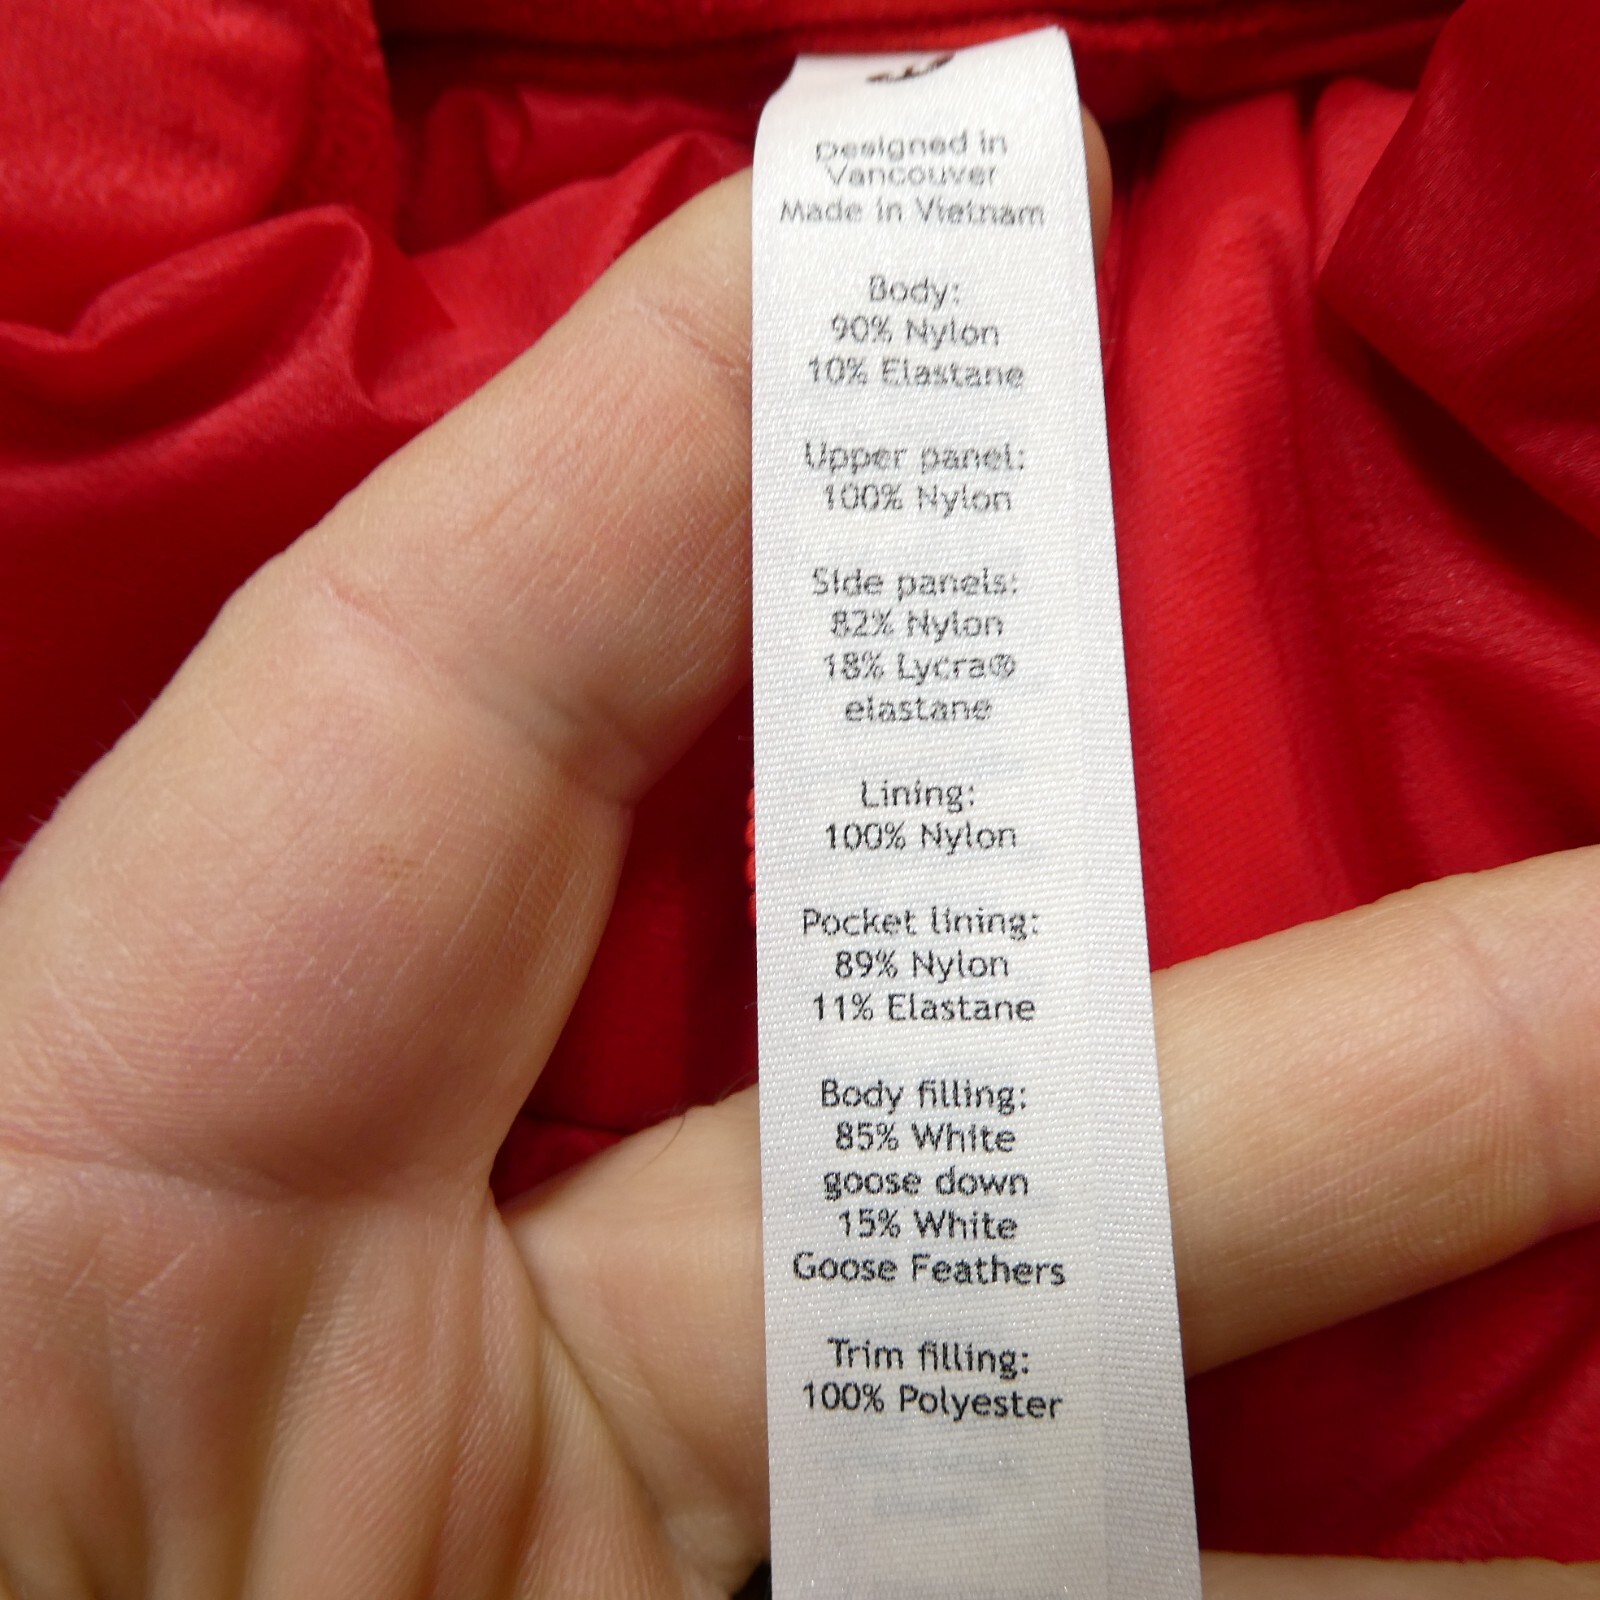 Designed in
Vancouver
Made in Vietnam
Body:
90% Nylon
10% Elastane
Upper panel:
100% Nylon
Side panels:
82% Nylon
18% Lycra®
elastane
Lining:
100% Nylon
Pocket lining:
89% Nylon
11% Elastane
Body filling:
85% White
goose down
15% White
Goose Feathers
Trim filling:
100% Polyester